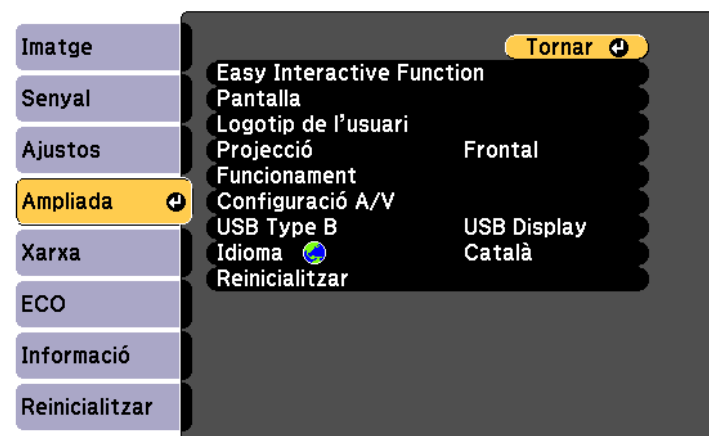 Imatge
Senyal
Ajustos
Ampliada
Xarxa
ECO
Informació
Reinicialitzar
Tornar
Easy Interactive Function
Pantalla
Logotip de l'usuari
Projecció Frontal
Funcionament
Configuració A/V
USB Type B USB Display
Idioma Català
Reinicialitzar